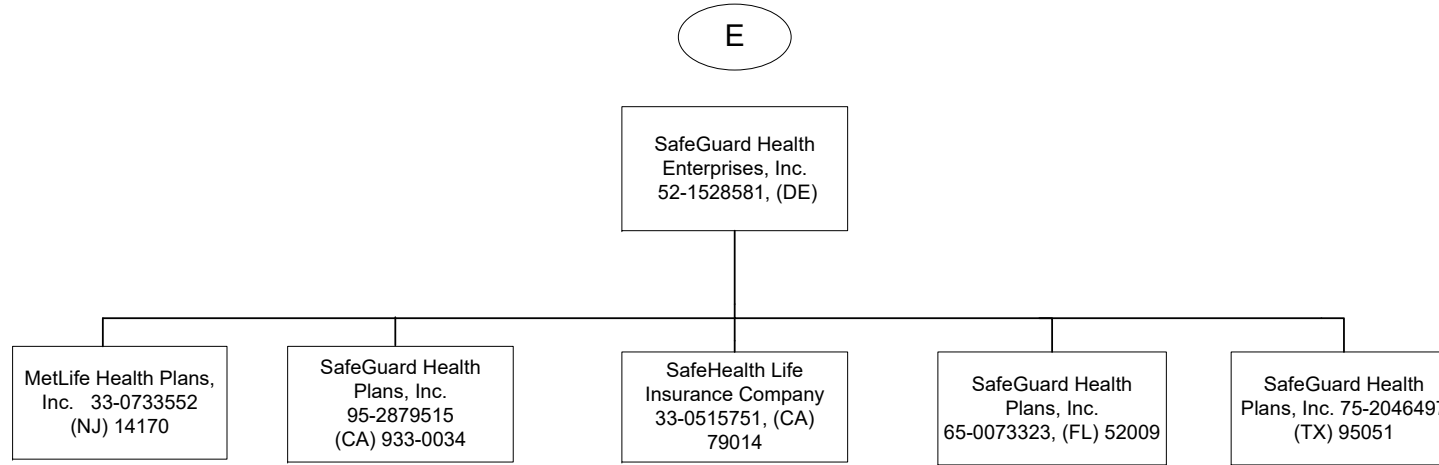 E
SafeGuard Health
Enterprises, Inc.
52-1528581, (DE)
MetLife Health Plans,
Inc. 33-0733552
(NJ) 14170
SafeGuard Health
Plans, Inc.
95-2879515
(CA) 933-0034
SafeHealth Life
Insurance Company
33-0515751, (CA)
79014
SafeGuard Health
Plans, Inc.
65-0073323, (FL) 52009
SafeGuard Health
Plans, Inc. 75-2046497
(TX) 95051